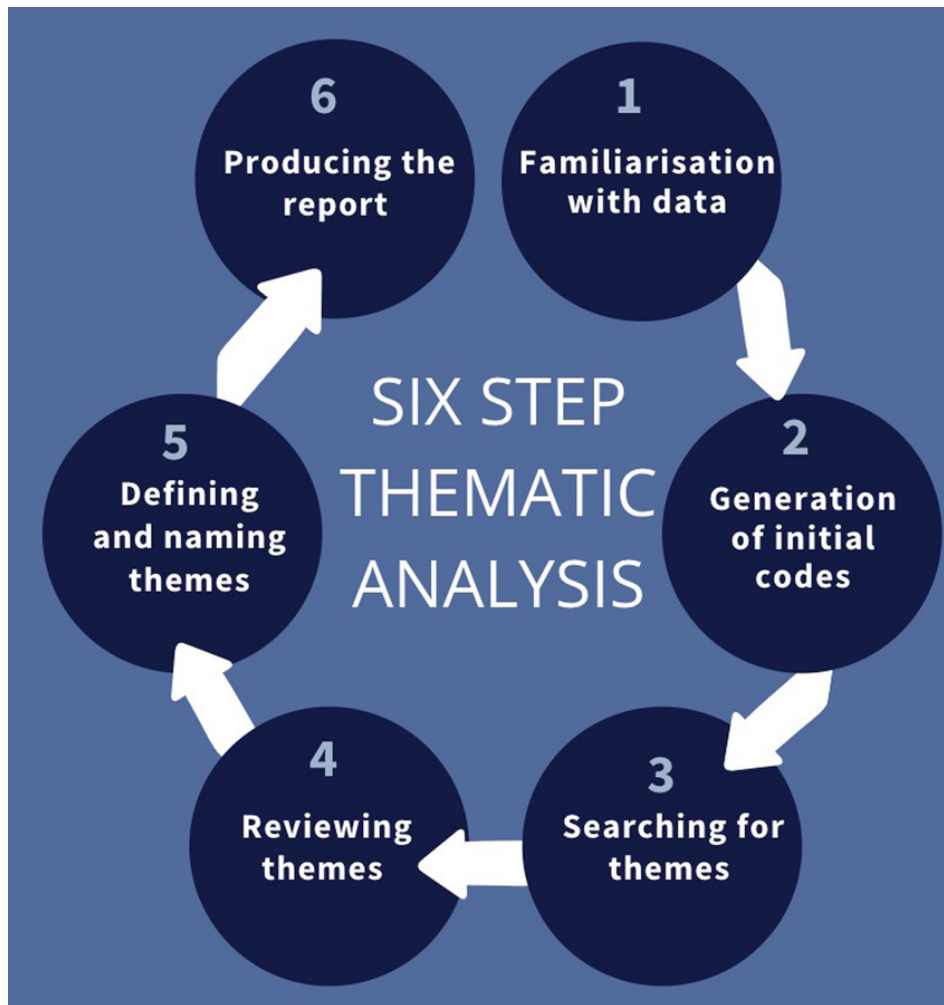 SIX STEP
THEMATIC
ANALYSIS
1
Familiarisation
with data
2
Generation
of initial
codes
3
Searching for
themes
4
Reviewing
themes
5
Defining
and naming
themes
6
Producing the
report